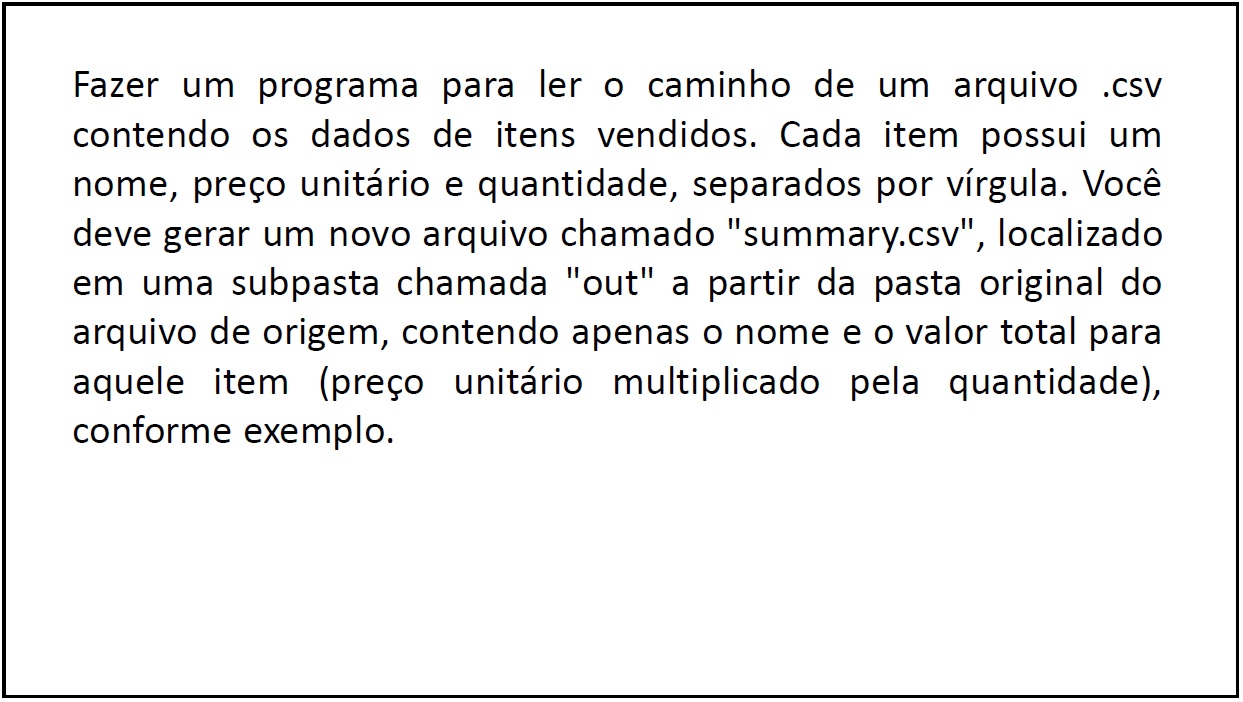 Fazer um programa para ler o caminho de um arquivo .csv
contendo os dados de itens vendidos. Cada item possui um
nome, preço unitário e quantidade, separados por vírgula. Você
deve gerar um novo arquivo chamado "summary.csv", localizado
em uma subpasta chamada "out" a partir da pasta original do
arquivo de origem, contendo apenas o nome e o valor total para
aquele item (preço unitário multiplicado pela quantidade),
conforme exemplo.